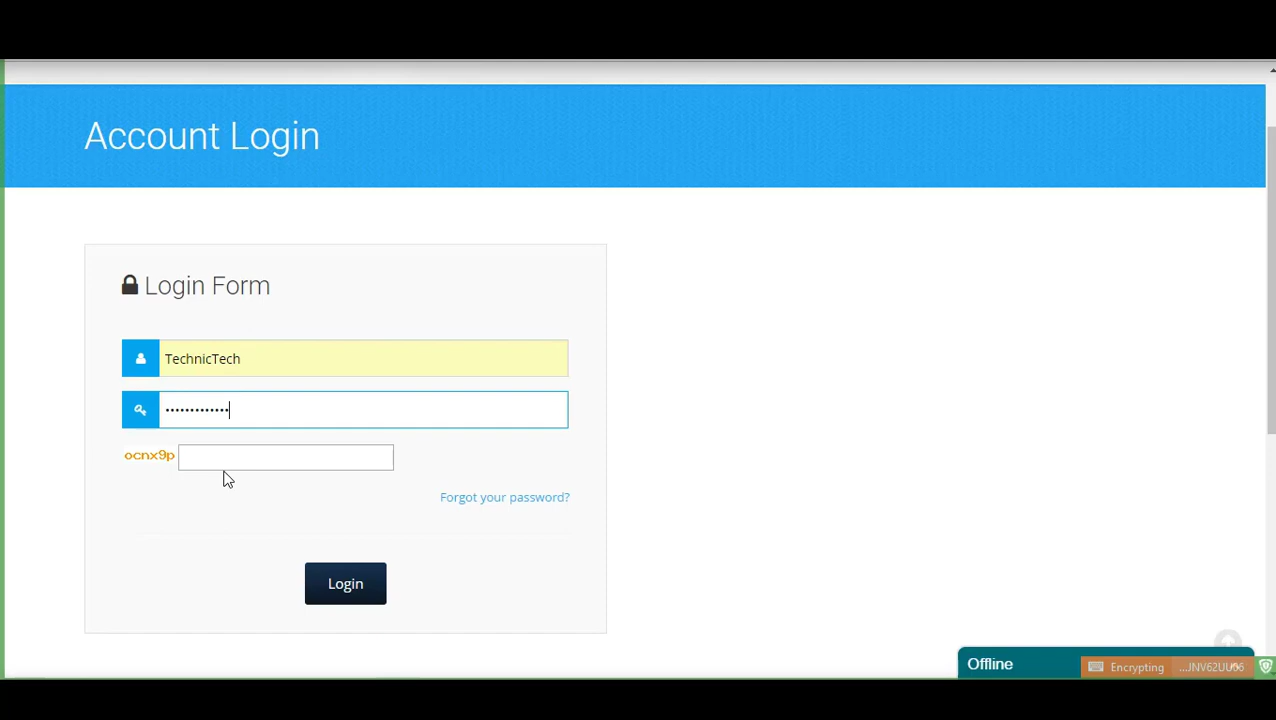 Account Login
Login Form
TechnicTech
•••••••••••••
ocnx9p
Forgot your password?
Login
Offline
Encrypting